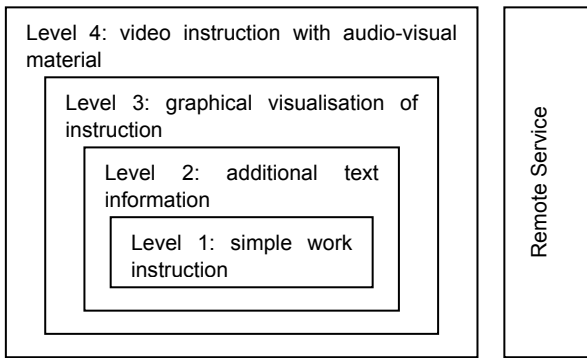 Level 4: video instruction with audio-visual
material
Level 3: graphical visualisation of
instruction
Level 2: additional text
information
Level 1: simple work
instruction
Remote Service